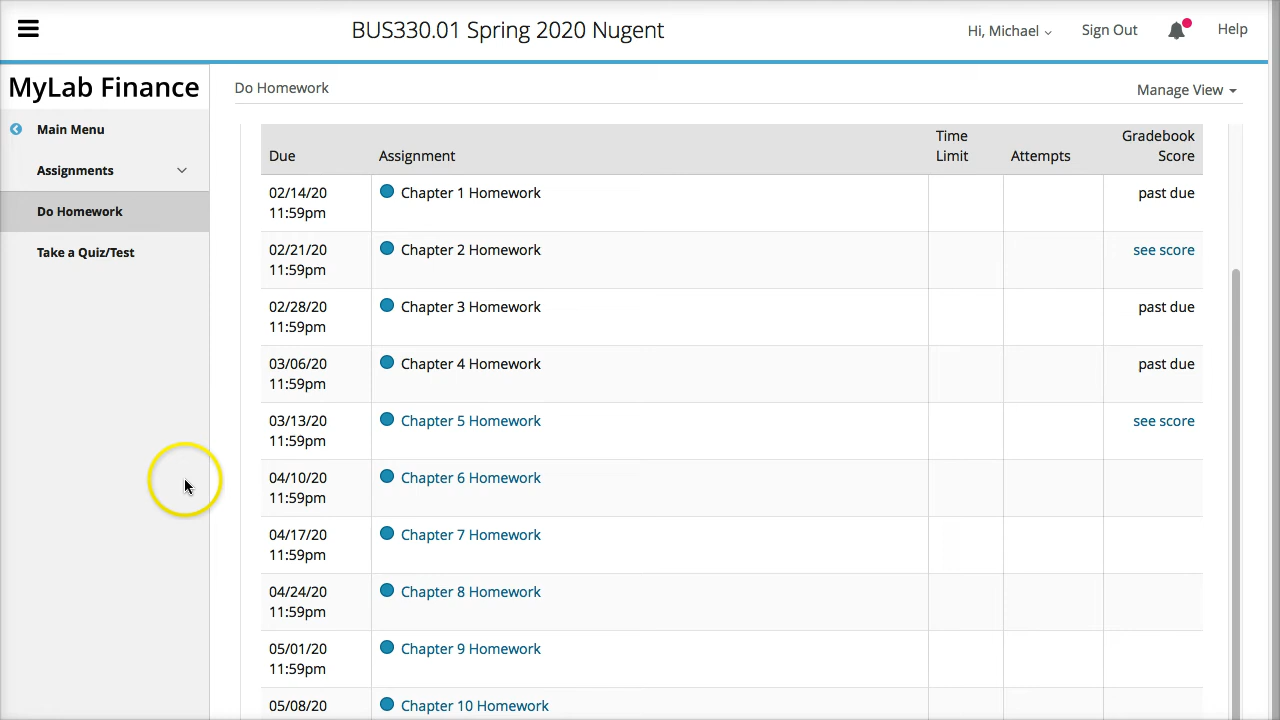 BUS330.01 Spring 2020 Nugent
Hi, Michael
Sign Out
Help
MyLab Finance
Main Menu
Assignments
Do Homework
Take a Quiz/Test
Do Homework
Manage View
Due
Assignment
Time
Limit
Attempts
Gradebook
Score
02/14/20
11:59pm
Chapter 1 Homework
past due
02/21/20
11:59pm
Chapter 2 Homework
see score
02/28/20
11:59pm
Chapter 3 Homework
past due
03/06/20
11:59pm
Chapter 4 Homework
past due
03/13/20
11:59pm
Chapter 5 Homework
see score
04/10/20
11:59pm
Chapter 6 Homework
04/17/20
11:59pm
Chapter 7 Homework
04/24/20
11:59pm
Chapter 8 Homework
05/01/20
11:59pm
Chapter 9 Homework
05/08/20
Chapter 10 Homework